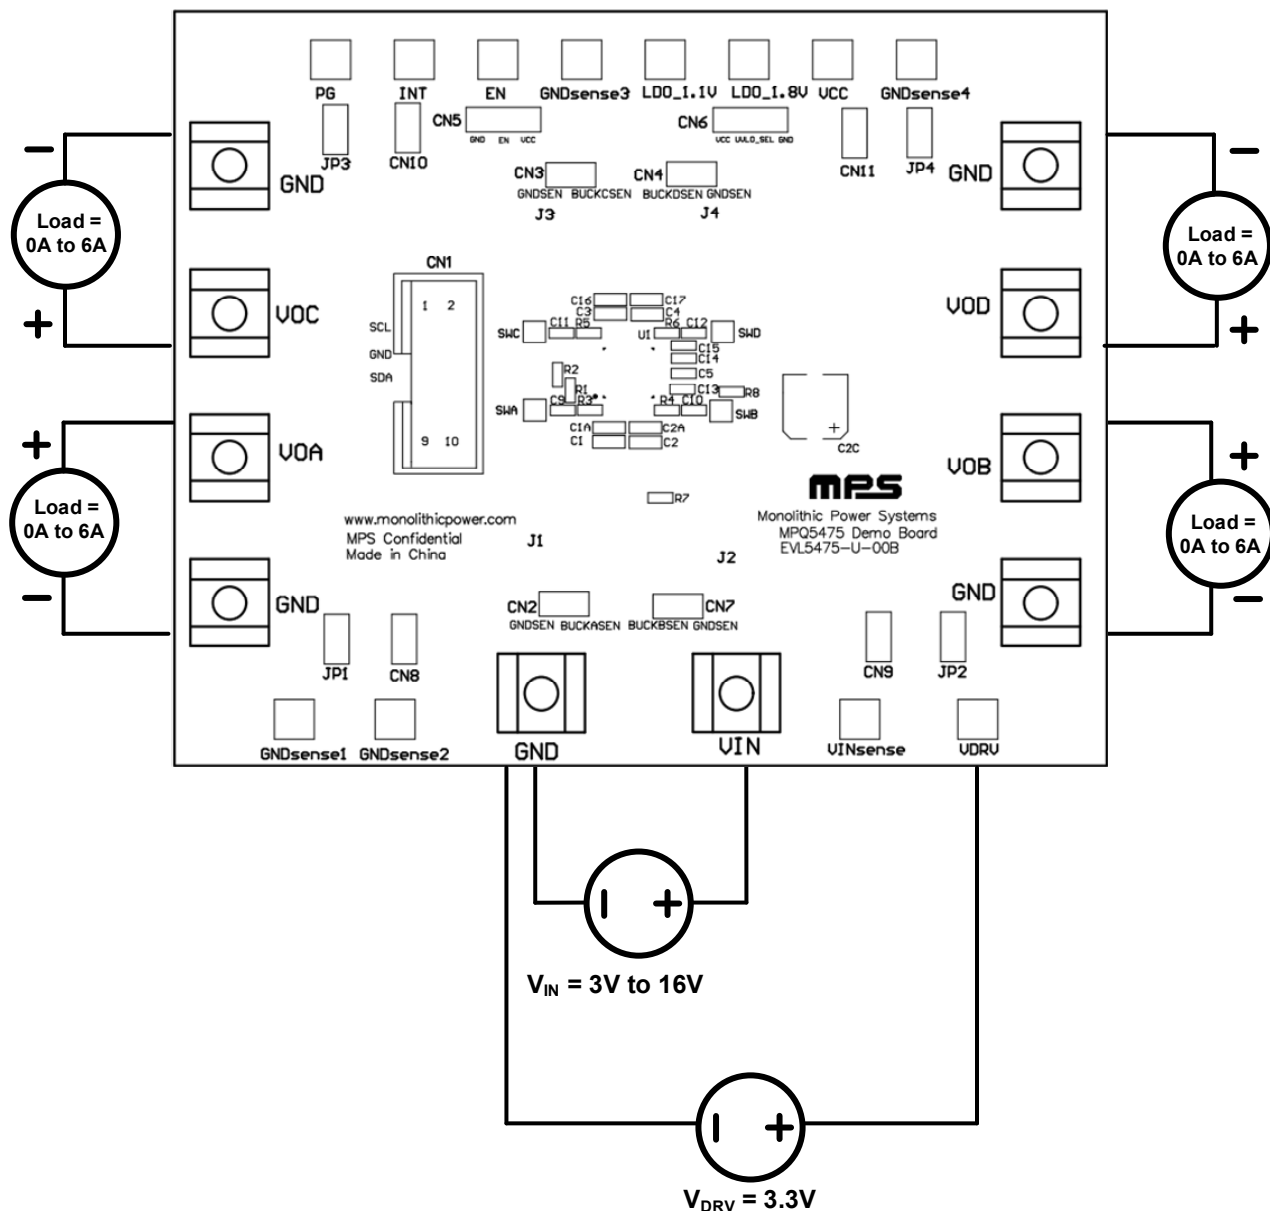 PG INT EN GNDsense3 LDO_1.1V LDO_1.8V VCC GNDsense4
CN5 CN6
GND EN VCC VCC UVLO_SEL GND
JP3 CN10 CN11 JP4
CN3 CN4
GND GND
GNDSEN BUCKCSEN BUCKDSEN GNDSEN
J3 J4
− −
Load =
0A to 6A
Load =
0A to 6A
+ +
CN1
1 2
VOC VOD
SCL
GND
SDA
9 10
C16 C17
C3 C4
SWC C11 R5 U1 R6 C12 SWD
C15
C14
R2 C5
R1 C13 R8
SWA C9 R3 R4 C10 SWB
C1A C2A
C1 C2
+
C2C
VOA VOB
+ +
Load =
0A to 6A
Load =
0A to 6A
− −
R7
MPS
www.monolithicpower.com
MPS Confidential
Made in China
Monolithic Power Systems
MPQ5475 Demo Board
EVL5475-U-00B
J1 J2
GND GND
CN2 CN7
GNDSEN BUCKASEN BUCKBSEN GNDSEN
JP1 CN8 CN9 JP2
GNDsense1 GNDsense2 GND VIN VINsense VDRV
− +
VIN = 3V to 16V
− +
VDRV = 3.3V